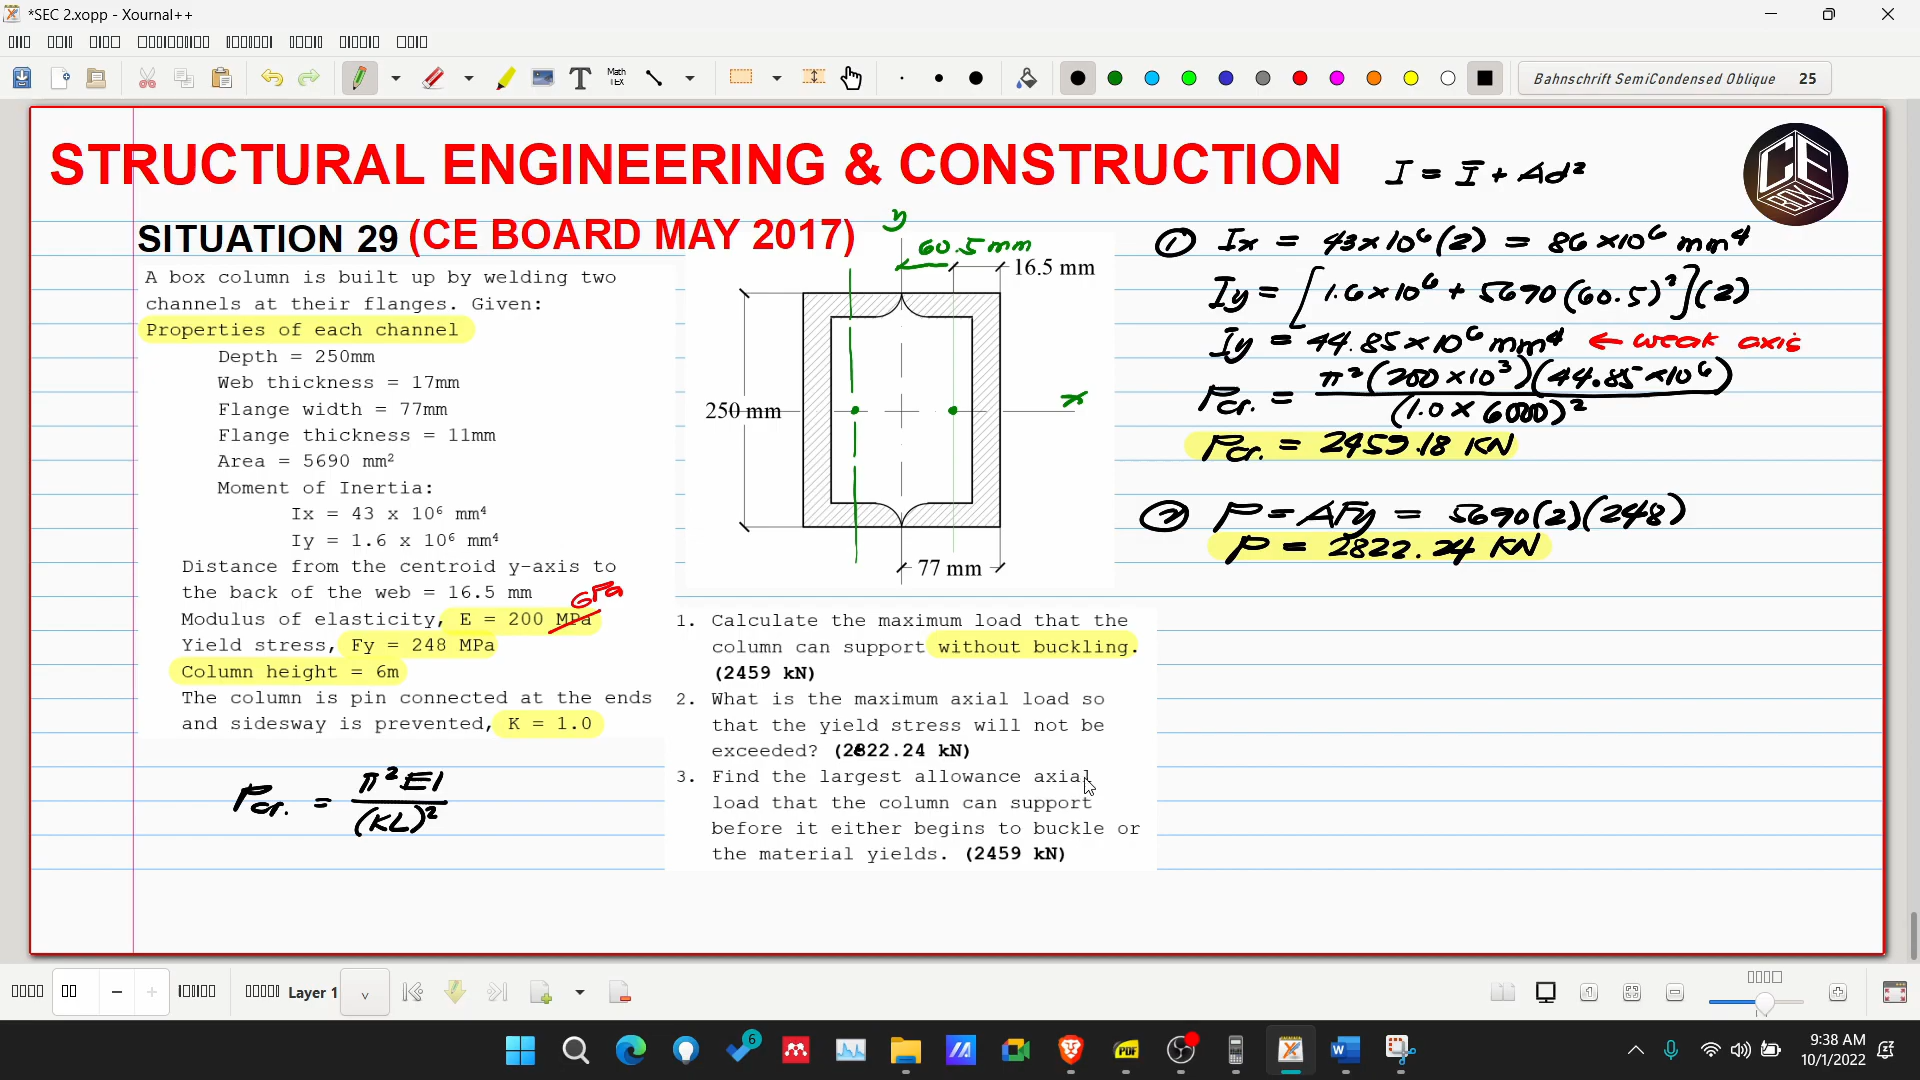 *SEC 2.xopp - Xournal++
Math
TEX
Bahnschrift SemiCondensed Oblique 25
STRUCTURAL ENGINEERING & CONSTRUCTION
I = I̅ + Ad²
CE
BOX
SITUATION 29 (CE BOARD MAY 2017)
A box column is built up by welding two
channels at their flanges. Given:
Properties of each channel
Depth = 250mm
Web thickness = 17mm
Flange width = 77mm
Flange thickness = 11mm
Area = 5690 mm²
Moment of Inertia:
Ix = 43 x 10⁶ mm⁴
Iy = 1.6 x 10⁶ mm⁴
Distance from the centroid y-axis to
the back of the web = 16.5 mm
GPa
Modulus of elasticity, E = 200 MPa
Yield stress, Fy = 248 MPa
Column height = 6m
The column is pin connected at the ends
and sidesway is prevented, K = 1.0
Pcr. = π²EI
(KL)²
y
60.5 mm
16.5 mm
250 mm
x
77 mm
1. Calculate the maximum load that the
column can support without buckling.
(2459 kN)
2. What is the maximum axial load so
that the yield stress will not be
exceeded? (2822.24 kN)
3. Find the largest allowance axial
load that the column can support
before it either begins to buckle or
the material yields. (2459 kN)
① Ix = 43x10⁶(2) = 86x10⁶ mm⁴
Iy = [1.6x10⁶ + 5690(60.5)²](2)
Iy = 44.85x10⁶ mm⁴ ← weak axis
Pcr. = π²(200x10³)(44.85x10⁶)
(1.0 x 6000)²
Pcr. = 2459.18 KN
② P = AFy = 5690(2)(248)
P = 2822.24 KN
Layer 1
6
PDF
9:38 AM
10/1/2022